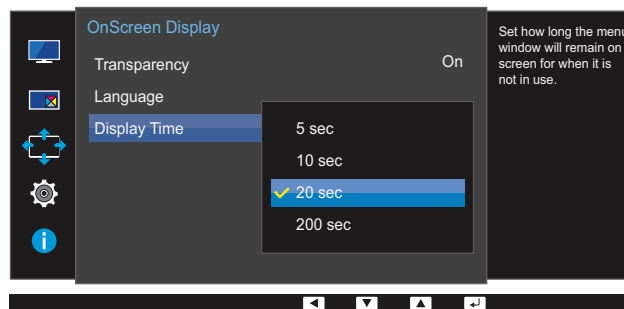 OnScreen Display
Transparency On
Language
Display Time
5 sec
10 sec
20 sec
200 sec
Set how long the menu
window will remain on
screen for when it is
not in use.